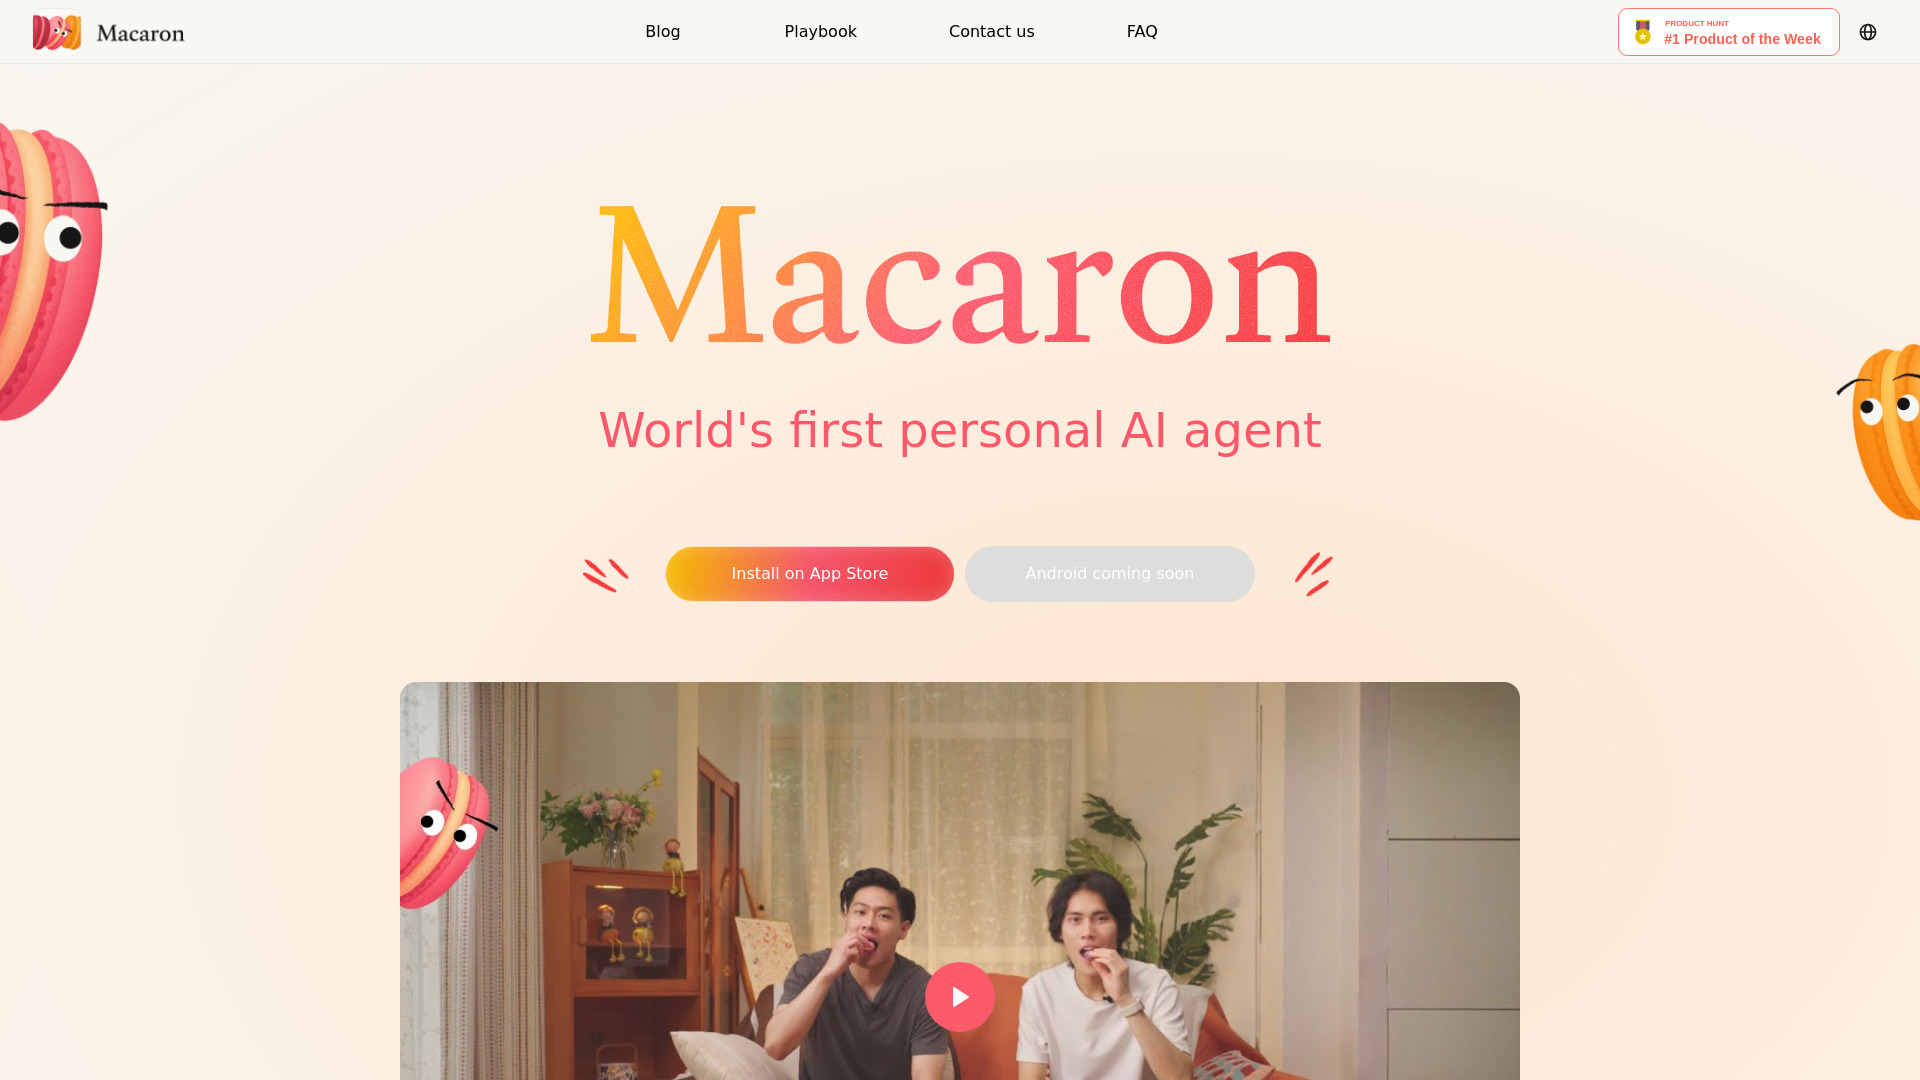 Macaron
Blog
Playbook
Contact us
FAQ
PRODUCT HUNT
#1 Product of the Week
Macaron
World's first personal AI agent
Install on App Store
Android coming soon